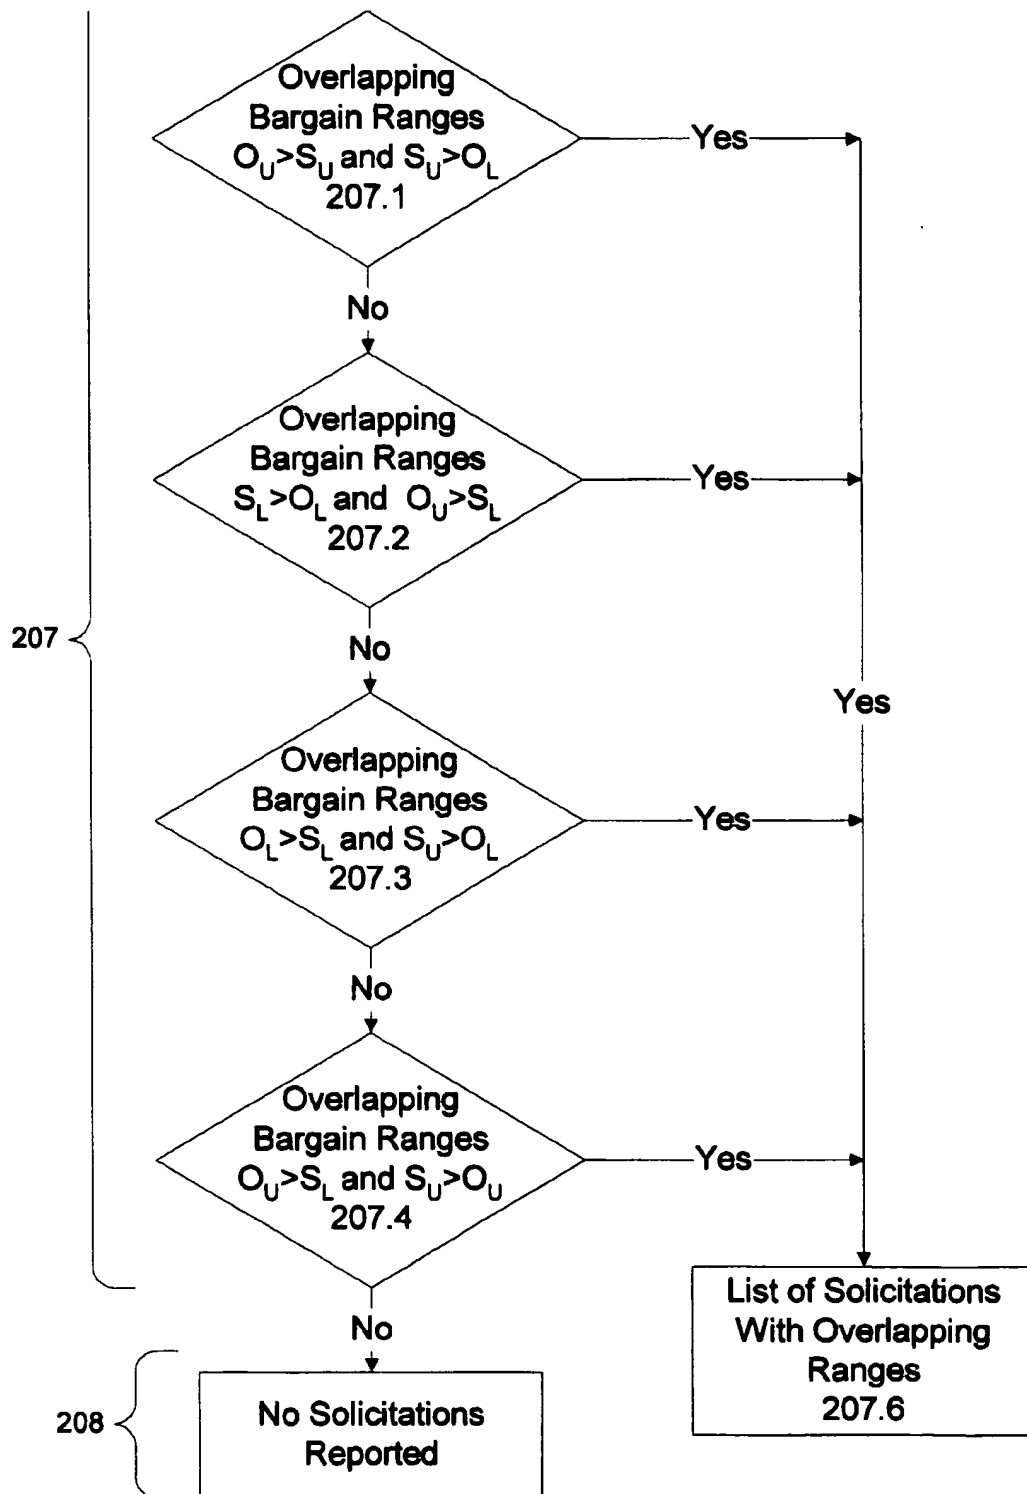 Overlapping
Bargain Ranges
O_U>S_U and S_U>O_L
207.1
Yes
No
Overlapping
Bargain Ranges
S_L>O_L and O_U>S_L
207.2
Yes
207
No
Yes
Overlapping
Bargain Ranges
O_L>S_L and S_U>O_L
207.3
Yes
No
Overlapping
Bargain Ranges
O_U>S_L and S_U>O_U
207.4
Yes
No
List of Solicitations
With Overlapping
Ranges
207.6
208
No Solicitations
Reported